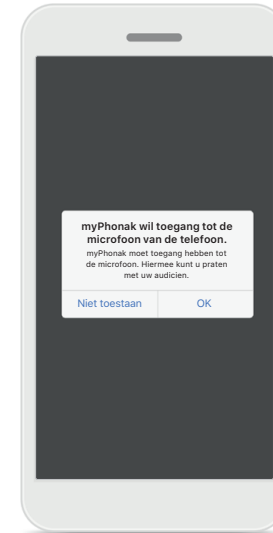 myPhonak wil toegang tot de
microfoon van de telefoon.
myPhonak moet toegang hebben tot
de microfoon. Hiermee kunt u praten
met uw audicien.
Niet toestaan OK